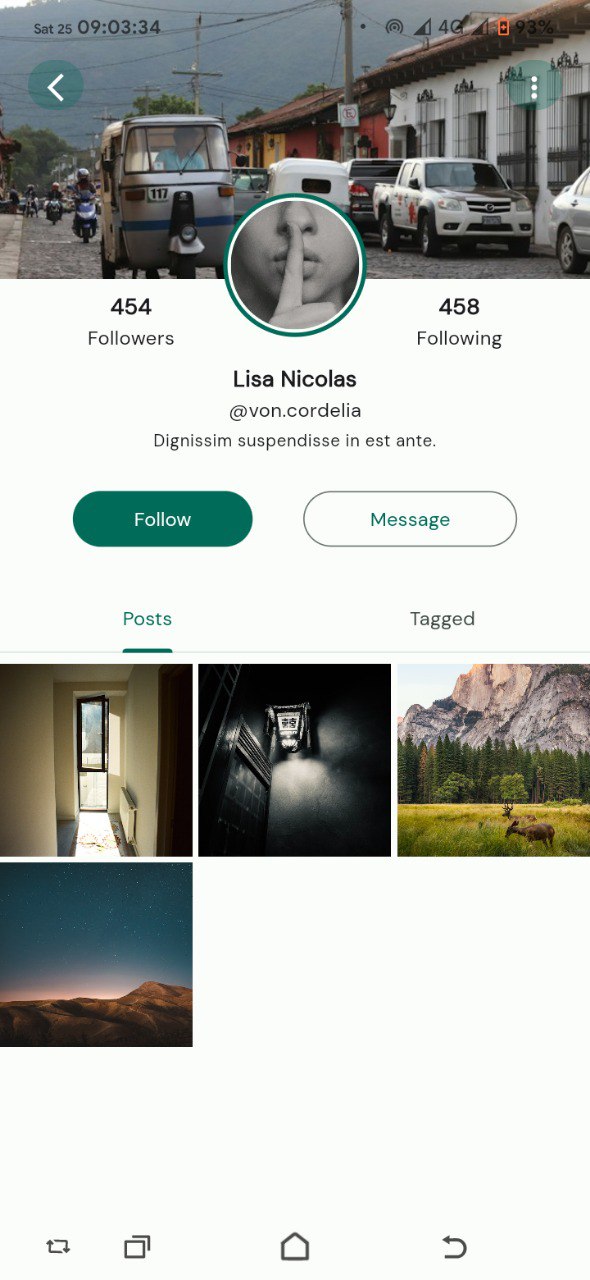 Sat 25 09:03:34
4G 93%
117
454
Followers
458
Following
Lisa Nicolas
@von.cordelia
Dignissim suspendisse in est ante.
Follow
Message
Posts
Tagged